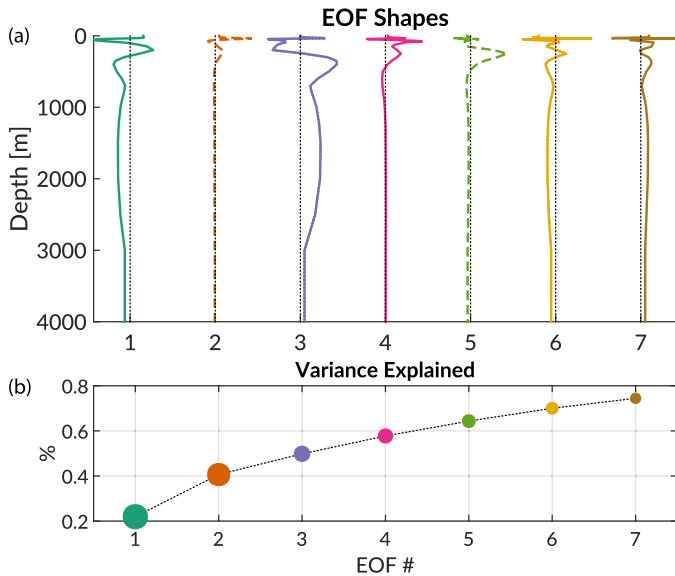 EOF Shapes
(a)
0
1000
2000
3000
4000
Depth [m]
1 2 3 4 5 6 7
Variance Explained
(b)
0.8
0.6
0.4
0.2
%
1 2 3 4 5 6 7
EOF #